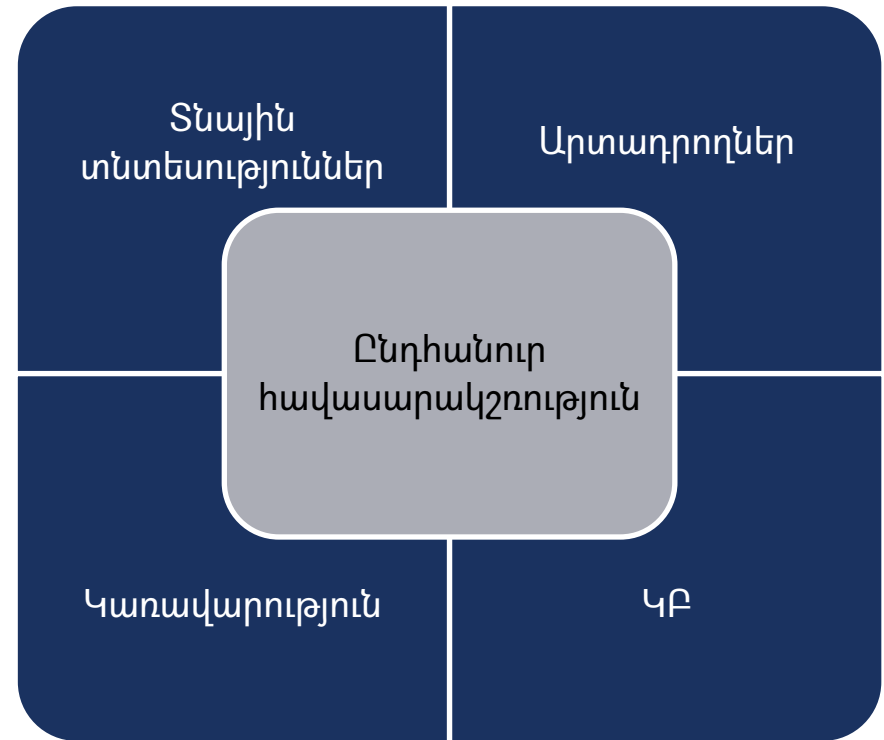 Տնային
տնտեսություններ
Արտադրողներ
Ընդհանուր
հավասարակշռություն
Կառավարություն
ԿԲ